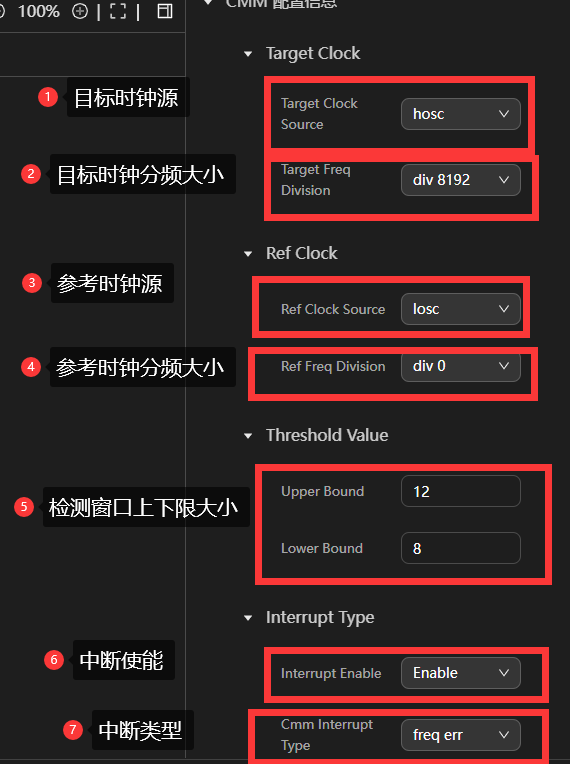 100% | |
CMM 配置信息
Target Clock
1 目标时钟源
Target Clock Source
hosc
2 目标时钟分频大小
Target Freq Division
div 8192
Ref Clock
3 参考时钟源
Ref Clock Source
losc
4 参考时钟分频大小
Ref Freq Division
div 0
Threshold Value
5 检测窗口上下限大小
Upper Bound
12
Lower Bound
8
Interrupt Type
6 中断使能
Interrupt Enable
Enable
7 中断类型
Cmm Interrupt Type
freq err